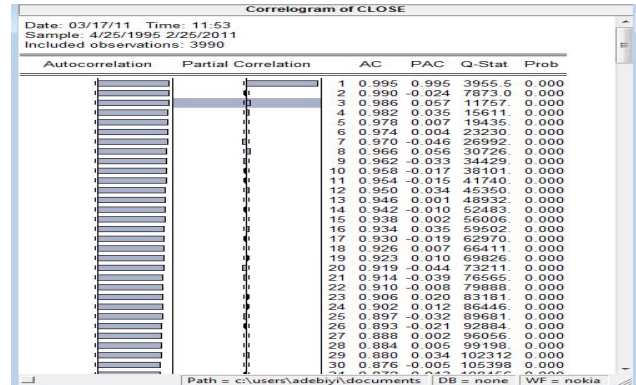 Correlogram of CLOSE
Date: 03/17/11 Time: 11:53
Sample: 4/25/1995 2/25/2011
Included observations: 3990
Autocorrelation Partial Correlation AC PAC Q-Stat Prob
1 0.995 0.995 3955.5 0.000
2 0.990 -0.024 7873.0 0.000
3 0.986 0.057 11757. 0.000
4 0.982 0.035 15611. 0.000
5 0.978 0.007 19435. 0.000
6 0.974 0.004 23230. 0.000
7 0.970 -0.046 26992. 0.000
8 0.966 0.056 30726. 0.000
9 0.962 -0.033 34429. 0.000
10 0.958 -0.017 38101. 0.000
11 0.954 -0.015 41740. 0.000
12 0.950 0.034 45350. 0.000
13 0.946 0.001 48932. 0.000
14 0.942 -0.010 52483. 0.000
15 0.938 0.002 56006. 0.000
16 0.934 0.035 59502. 0.000
17 0.930 -0.019 62970. 0.000
18 0.926 0.007 66411. 0.000
19 0.923 0.010 69826. 0.000
20 0.919 -0.044 73211. 0.000
21 0.914 -0.039 76565. 0.000
22 0.910 -0.008 79888. 0.000
23 0.906 0.020 83181. 0.000
24 0.902 0.012 86446. 0.000
25 0.897 -0.032 89681. 0.000
26 0.893 -0.021 92884. 0.000
27 0.888 0.002 96056. 0.000
28 0.884 0.005 99198. 0.000
29 0.880 0.034 102312 0.000
30 0.876 -0.005 105398 0.000
Path = c:\users\adebiyi\documents DB = none WF = nokia